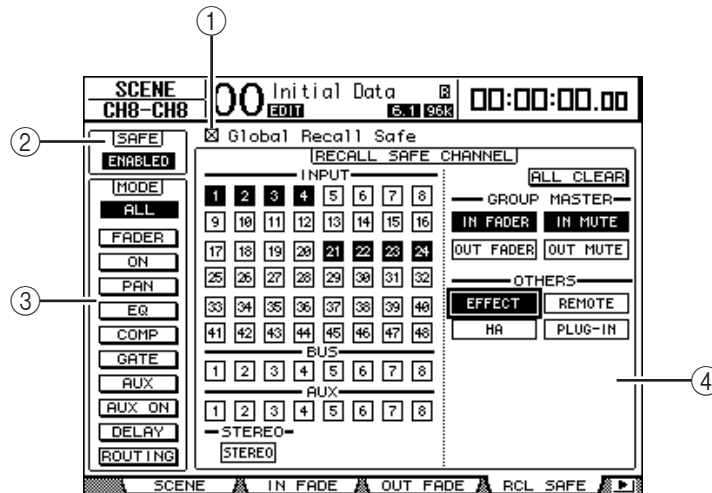 ①
SCENE
CH8-CH8
00 Initial Data B
EDIT 6.1 96k
00:00:00.00
②
SAFE
ENABLED
Global Recall Safe
RECALL SAFE CHANNEL
③
MODE
ALL
FADER
ON
PAN
EQ
COMP
GATE
AUX
AUX ON
DELAY
ROUTING
INPUT
1 2 3 4 5 6 7 8
9 10 11 12 13 14 15 16
17 18 19 20 21 22 23 24
25 26 27 28 29 30 31 32
33 34 35 36 37 38 39 40
41 42 43 44 45 46 47 48
BUS
1 2 3 4 5 6 7 8
AUX
1 2 3 4 5 6 7 8
STEREO
STEREO
ALL CLEAR
GROUP MASTER
IN FADER IN MUTE
OUT FADER OUT MUTE
OTHERS
EFFECT REMOTE
HA PLUG-IN
④
SCENE IN FADE OUT FADE RCL SAFE